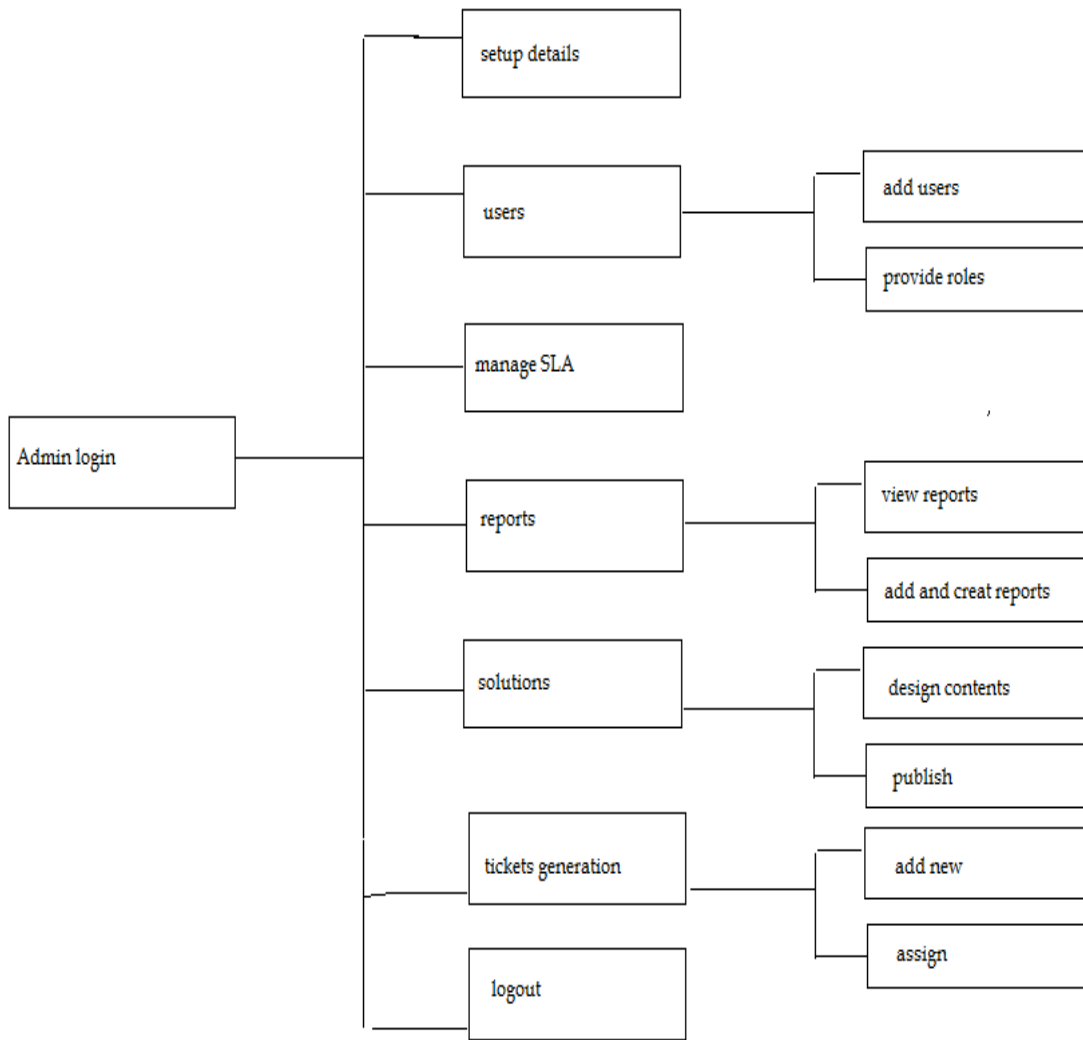 setup details
users
add users
provide roles
manage SLA
,
Admin login
reports
view reports
add and creat reports
solutions
design contents
publish
tickets generation
add new
assign
logout